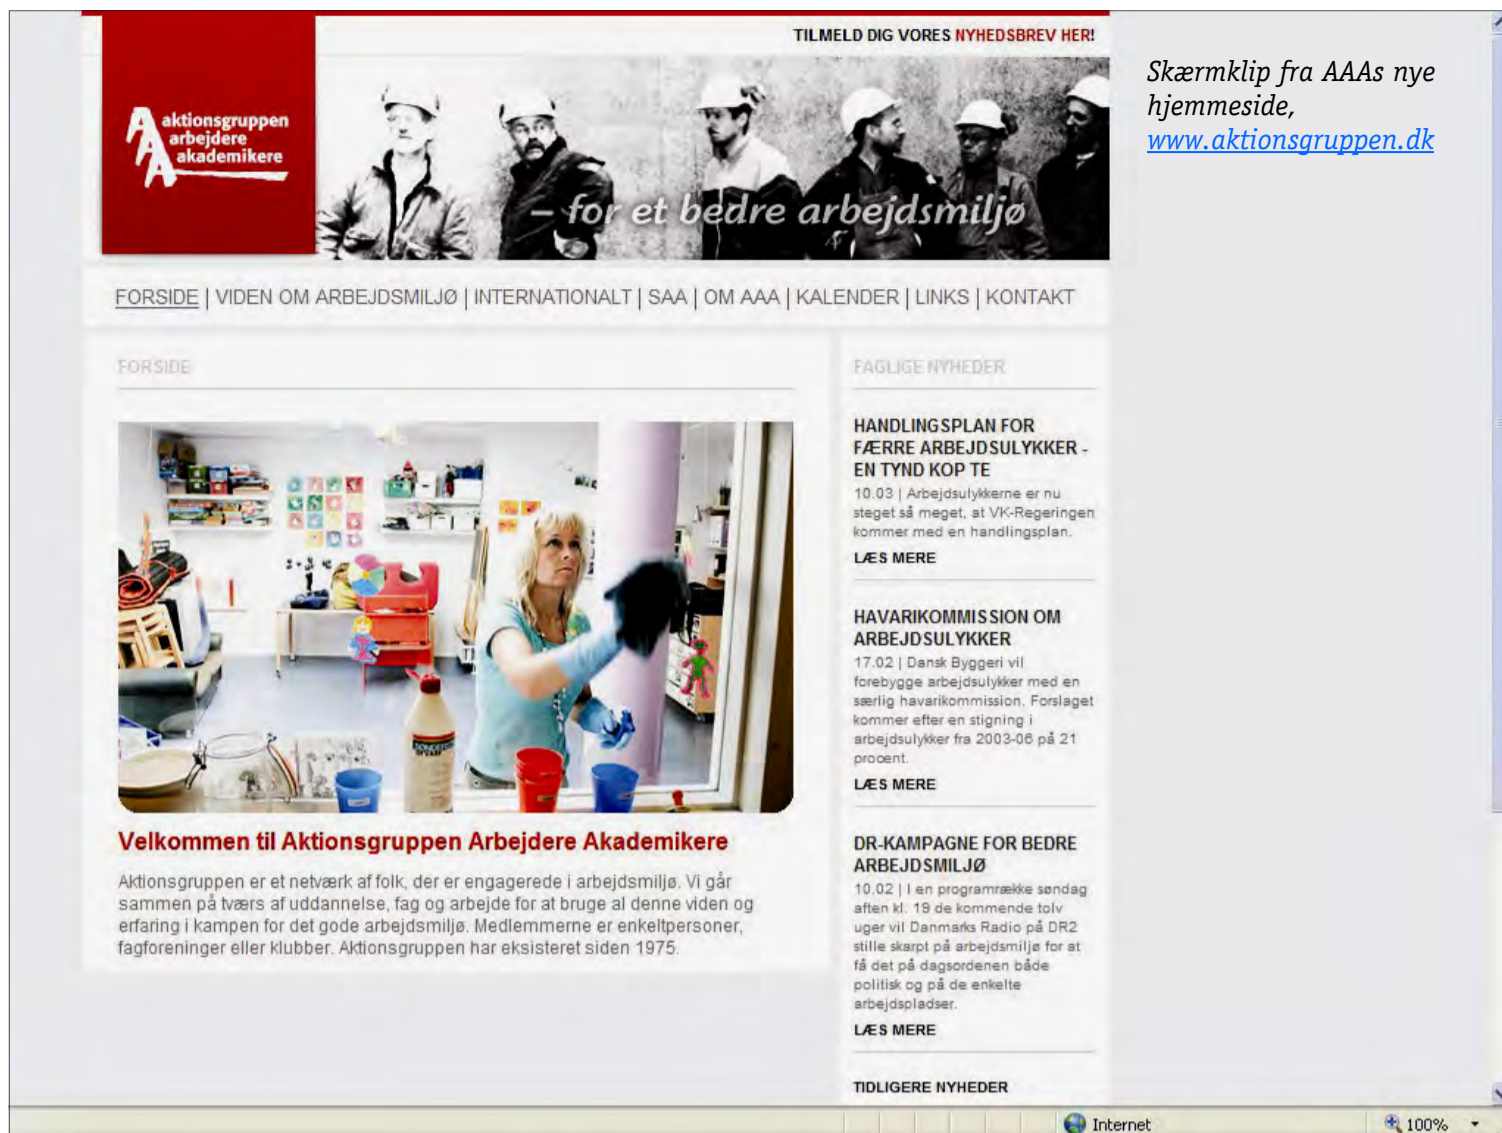 TILMELD DIG VORES NYHEDSBREV HER!
aktionsgruppen
arbejdere
akademikere
– for et bedre arbejdsmiljø
Skærmklip fra AAAs nye
hjemmeside,
www.aktionsgruppen.dk
FORSIDE | VIDEN OM ARBEJDSMILJØ | INTERNATIONALT | SAA | OM AAA | KALENDER | LINKS | KONTAKT
FORSIDE
Velkommen til Aktionsgruppen Arbejdere Akademikere
Aktionsgruppen er et netværk af folk, der er engagerede i arbejdsmiljø. Vi går
sammen på tværs af uddannelse, fag og arbejde for at bruge al denne viden og
erfaring i kampen for det gode arbejdsmiljø. Medlemmerne er enkeltpersoner,
fagforeninger eller klubber. Aktionsgruppen har eksisteret siden 1975.
FAGLIGE NYHEDER
HANDLINGSPLAN FOR
FÆRRE ARBEJDSULYKKER -
EN TYND KOP TE
10.03 | Arbejdsulykkerne er nu
steget så meget, at VK-Regeringen
kommer med en handlingsplan.
LÆS MERE
HAVARIKOMMISSION OM
ARBEJDSULYKKER
17.02 | Dansk Byggeri vil
forebygge arbejdsulykker med en
særlig havarikommission. Forslaget
kommer efter en stigning i
arbejdsulykker fra 2003-06 på 21
procent.
LÆS MERE
DR-KAMPAGNE FOR BEDRE
ARBEJDSMILJØ
10.02 | I en programrække søndag
aften kl. 19 de kommende tolv
uger vil Danmarks Radio på DR2
stille skarpt på arbejdsmiljø for at
få det på dagsordenen både
politisk og på de enkelte
arbejdspladser.
LÆS MERE
TIDLIGERE NYHEDER
Internet
100%